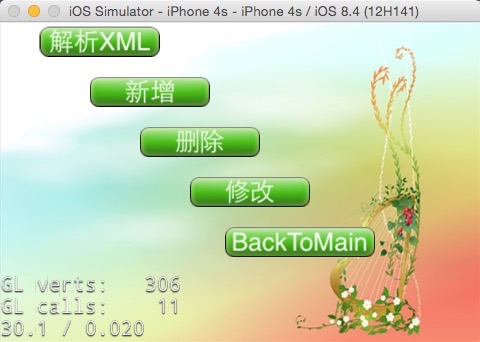 iOS Simulator - iPhone 4s - iPhone 4s / iOS 8.4 (12H141)
解析XML
新增
删除
修改
BackToMain
GL verts: 306
GL calls: 11
30.1 / 0.020